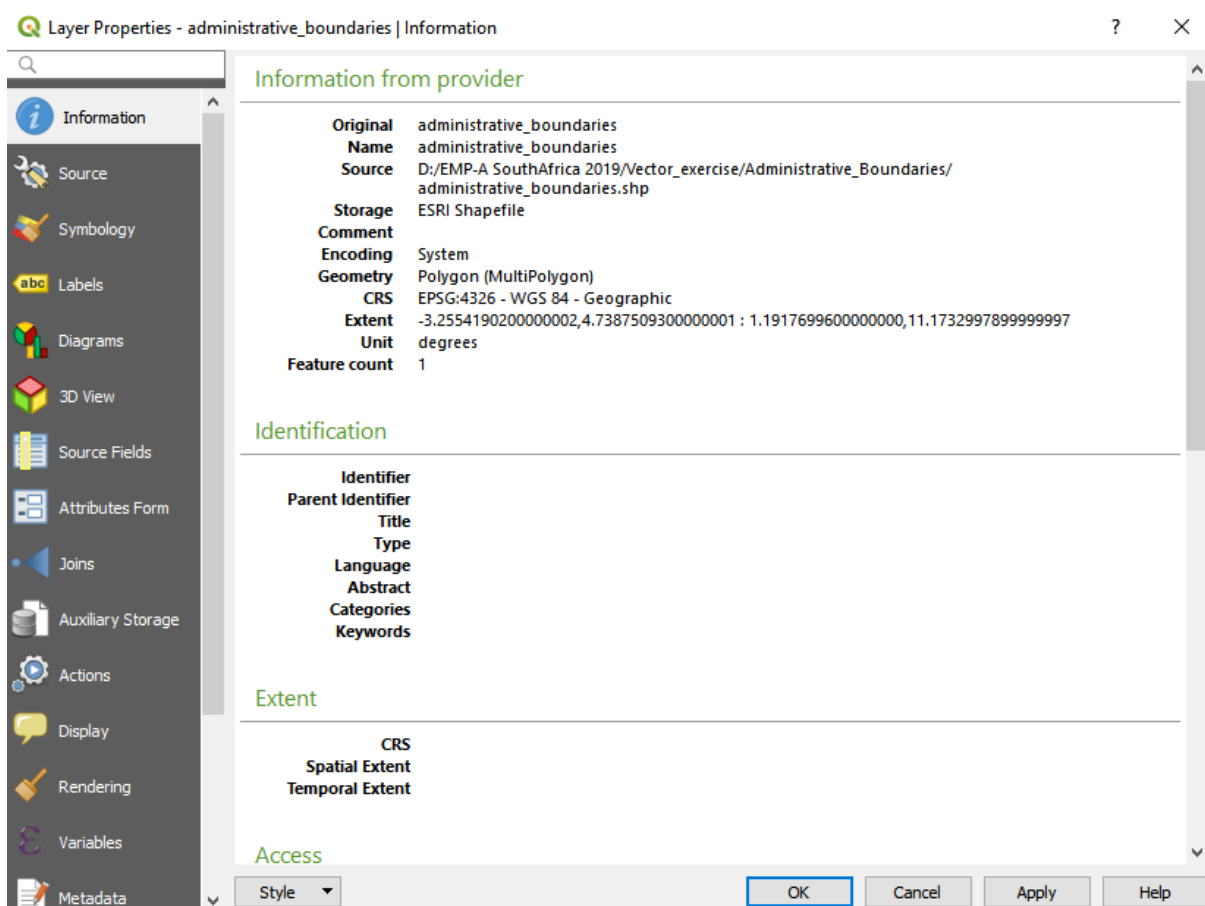 Layer Properties - administrative_boundaries | Information
?
Information
Source
Symbology
abc Labels
Diagrams
3D View
Source Fields
Attributes Form
Joins
Auxiliary Storage
Actions
Display
Rendering
Variables
Metadata
Information from provider
Original administrative_boundaries
Name administrative_boundaries
Source D:/EMP-A SouthAfrica 2019/Vector_exercise/Administrative_Boundaries/
administrative_boundaries.shp
Storage ESRI Shapefile
Comment
Encoding System
Geometry Polygon (MultiPolygon)
CRS EPSG:4326 - WGS 84 - Geographic
Extent -3.2554190200000002,4.7387509300000001 : 1.1917699600000000,11.1732997899999997
Unit degrees
Feature count 1
Identification
Identifier
Parent Identifier
Title
Type
Language
Abstract
Categories
Keywords
Extent
CRS
Spatial Extent
Temporal Extent
Access
Style OK Cancel Apply Help